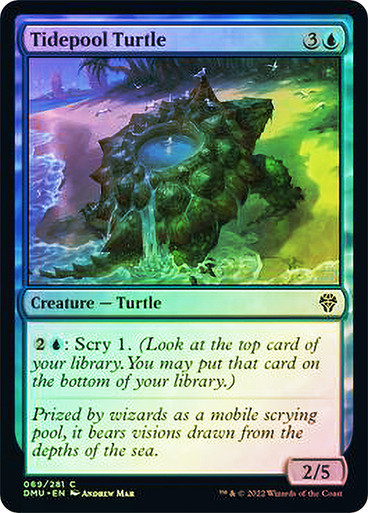 Tidepool Turtle 3
Creature — Turtle
2 : Scry 1. (Look at the top card of
your library. You may put that card on
the bottom of your library.)
Prized by wizards as a mobile scrying
pool, it bears visions drawn from the
depths of the sea.
2/5
069/281 C
DMU • EN Andrew Mar ™ & © 2022 Wizards of the Coast